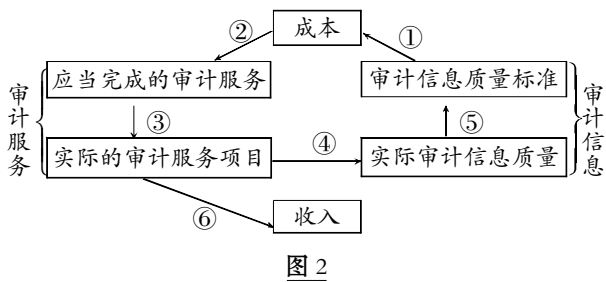 ② 成本 ①
应当完成的审计服务 审计信息质量标准
审计服务 ③ ⑤ 审计信息
实际的审计服务项目 ④ 实际审计信息质量
⑥ 收入
图 2